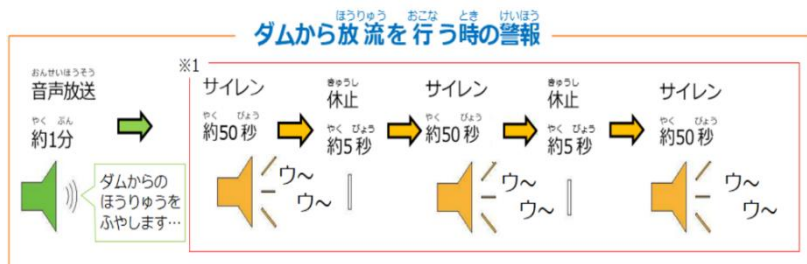 ダムから放流を行う時の警報
ほうりゅう おこな とき けいほう
※1
おんせいほうそう
音声放送
やく ぷん
約1分
ダムからの
ほうりゅうを
ふやします…
サイレン
やく びょう
約50秒
ウ〜
ウ〜
きゅうし
休止
やく びょう
約5秒
サイレン
やく びょう
約50秒
ウ〜
ウ〜
きゅうし
休止
やく びょう
約5秒
サイレン
やく びょう
約50秒
ウ〜
ウ〜